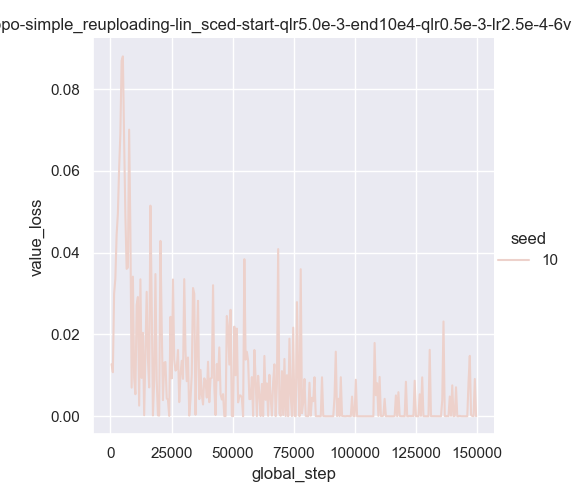 po-simple_reuploading-lin_sced-start-qlr5.0e-3-end10e4-qlr0.5e-3-lr2.5e-4-6v
0.08
0.06
0.04
0.02
0.00
value_loss
0 25000 50000 75000 100000 125000 150000
global_step
seed
10